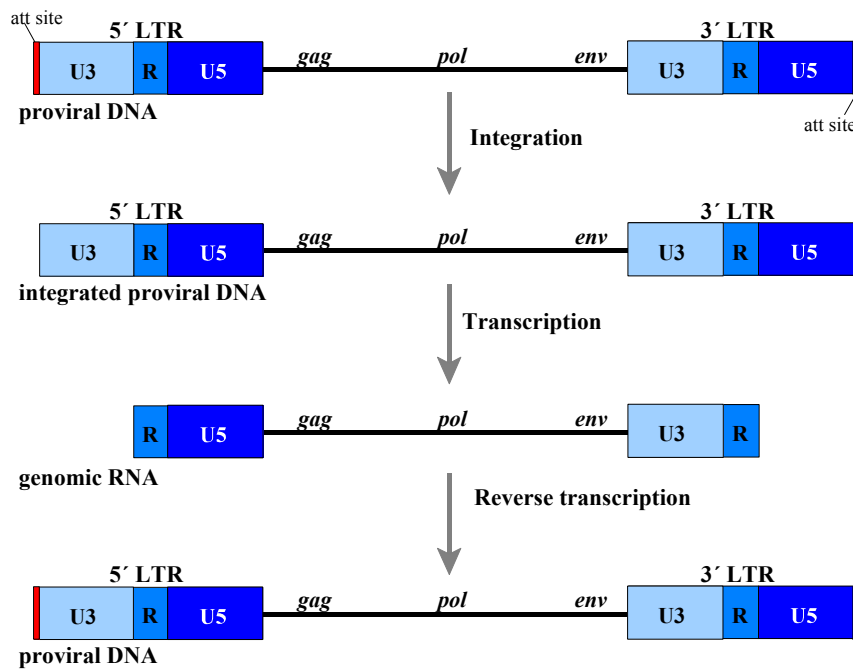 att site
5´ LTR
3´ LTR
U3 R U5 gag pol env U3 R U5
proviral DNA
att site
Integration
5´ LTR
3´ LTR
U3 R U5 gag pol env U3 R U5
integrated proviral DNA
Transcription
R U5 gag pol env U3 R
genomic RNA
Reverse transcription
5´ LTR
3´ LTR
U3 R U5 gag pol env U3 R U5
proviral DNA